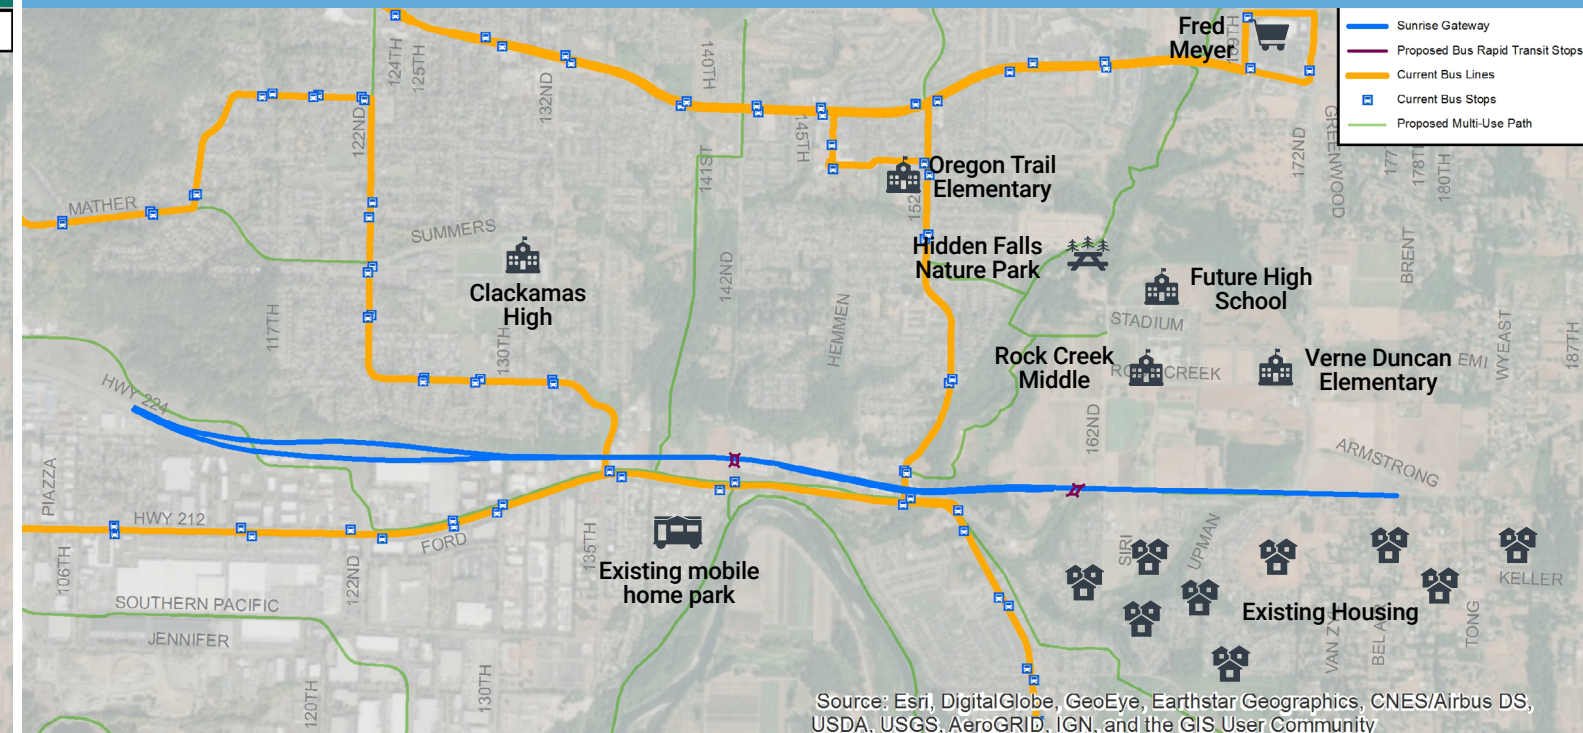 Sunrise Gateway
Proposed Bus Rapid Transit Stops
Current Bus Lines
Current Bus Stops
Proposed Multi-Use Path
Fred
Meyer
124TH
125TH
132ND
140TH
122ND
145TH
141ST
172ND
GREENWOOD
178TH
180TH
Oregon Trail
Elementary
MATHER
SUMMERS
Hidden Falls
Nature Park
Clackamas
High
142ND
Future High
School
BRENT
117TH
130TH
HEMMEN
STADIUM
WYEAST
187TH
Rock Creek
Middle
Verne Duncan
Elementary
EMI
HWY 224
162ND
ARMSTRONG
PIAZZA
HWY 212
FORD
135TH
106TH
122ND
SIRI
UPMAN
Existing mobile
home park
KELLER
SOUTHERN PACIFIC
Existing Housing
JENNIFER
TONG
120TH
130TH
Source: Esri, DigitalGlobe, GeoEye, Earthstar Geographics, CNES/Airbus DS,
USDA, USGS, AeroGRID, IGN, and the GIS User Community